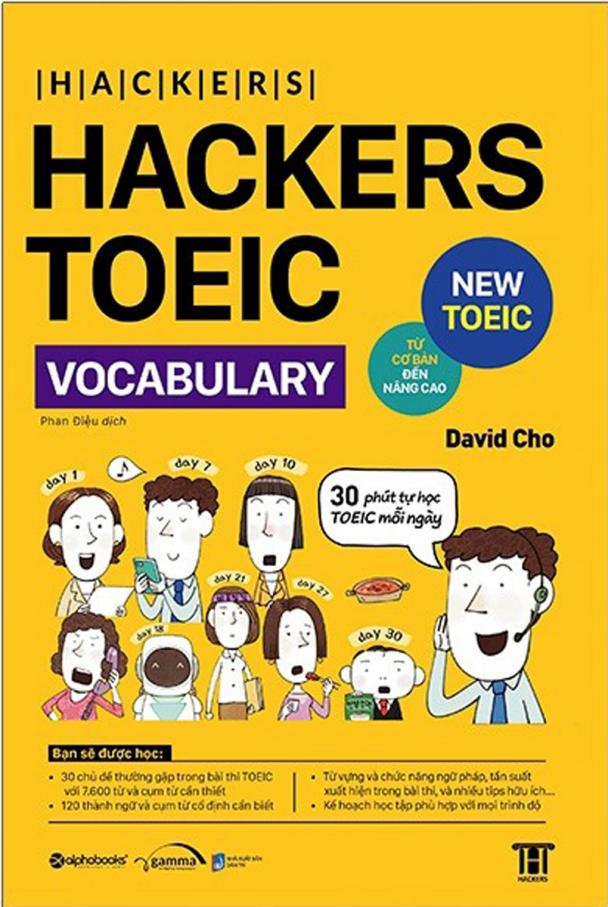 |H|A|C|K|E|R|S|
HACKERS
TOEIC
NEW
TOEIC
TỪ
CƠ BẢN
ĐẾN
NÂNG CAO
VOCABULARY
Phan Điệu dịch
David Cho
day 1
day 7
day 10
30 phút tự học
TOEIC mỗi ngày
day 18
day 21
day 27
day 30
Bạn sẽ được học:
• 30 chủ đề thường gặp trong bài thi TOEIC
với 7.600 từ và cụm từ cần thiết
• 120 thành ngữ và cụm từ cố định cần biết
• Từ vựng và chức năng ngữ pháp, tần suất
xuất hiện trong bài thi, và nhiều tips hữu ích...
• Kế hoạch học tập phù hợp với mọi trình độ
alphabooks
gamma
NHÀ XUẤT BẢN
DÂN TRÍ
HACKERS